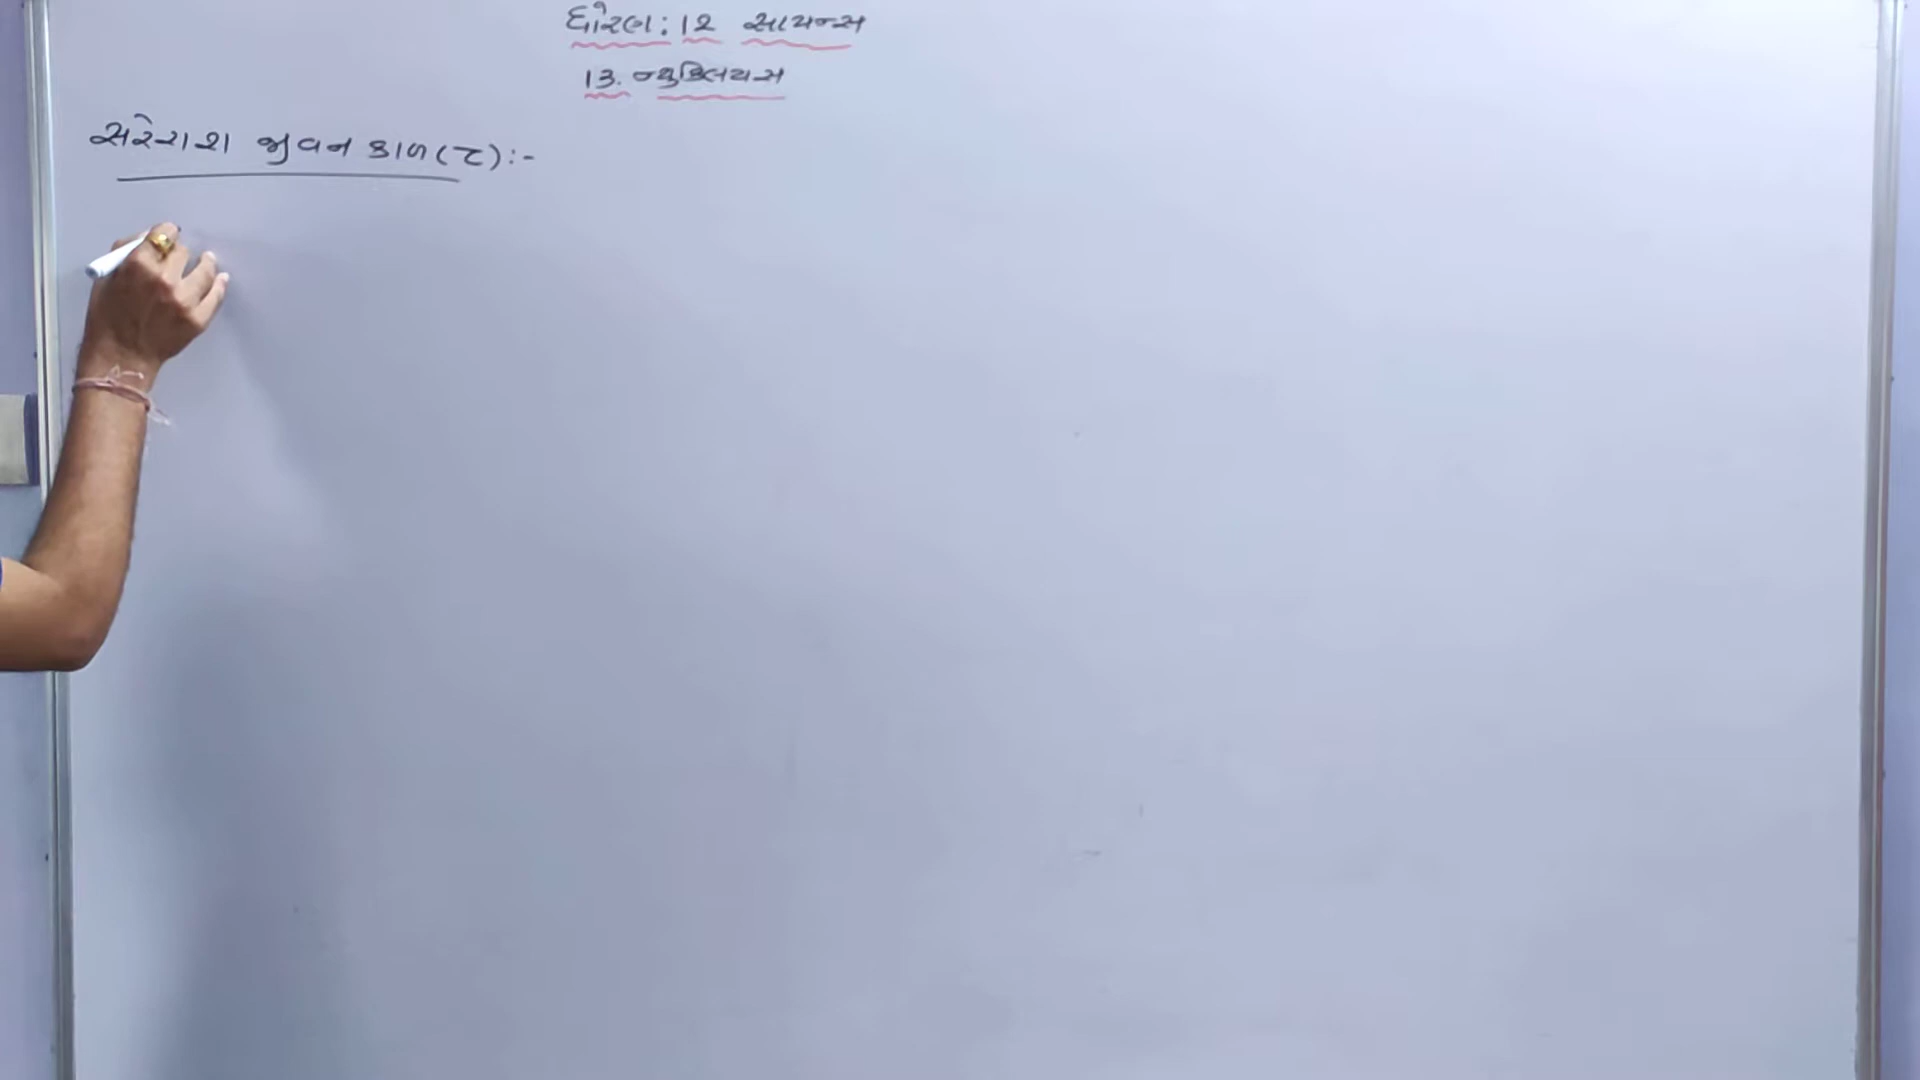 ધોરણ: 12 સાયન્સ
13. ન્યુક્લિયસ
સરેરાશ જીવન કાળ(τ):-